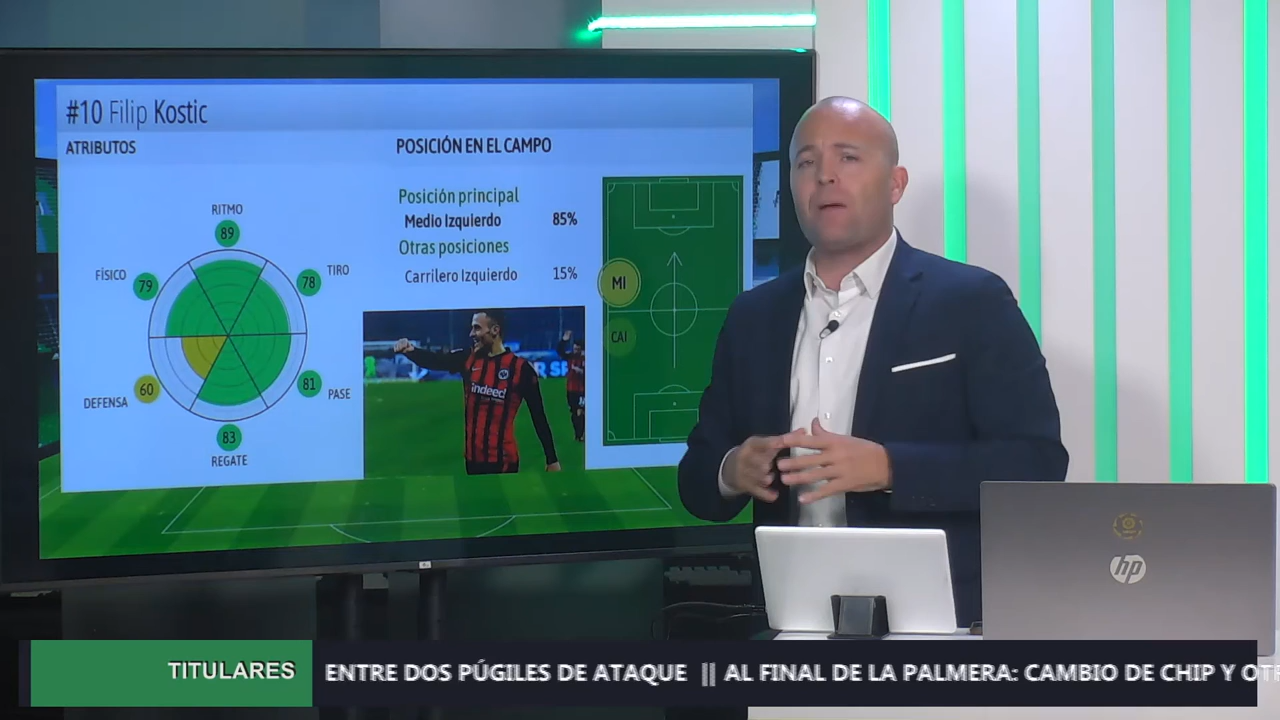 #10 Filip Kostic
ATRIBUTOS
POSICIÓN EN EL CAMPO
RITMO
89
FÍSICO 79
78 TIRO
DEFENSA 60
81 PASE
83
REGATE
Posición principal
Medio Izquierdo 85%
Otras posiciones
Carrilero Izquierdo 15%
MI
CAI
indeed
hp
TITULARES
ENTRE DOS PÚGILES DE ATAQUE || AL FINAL DE LA PALMERA: CAMBIO DE CHIP Y